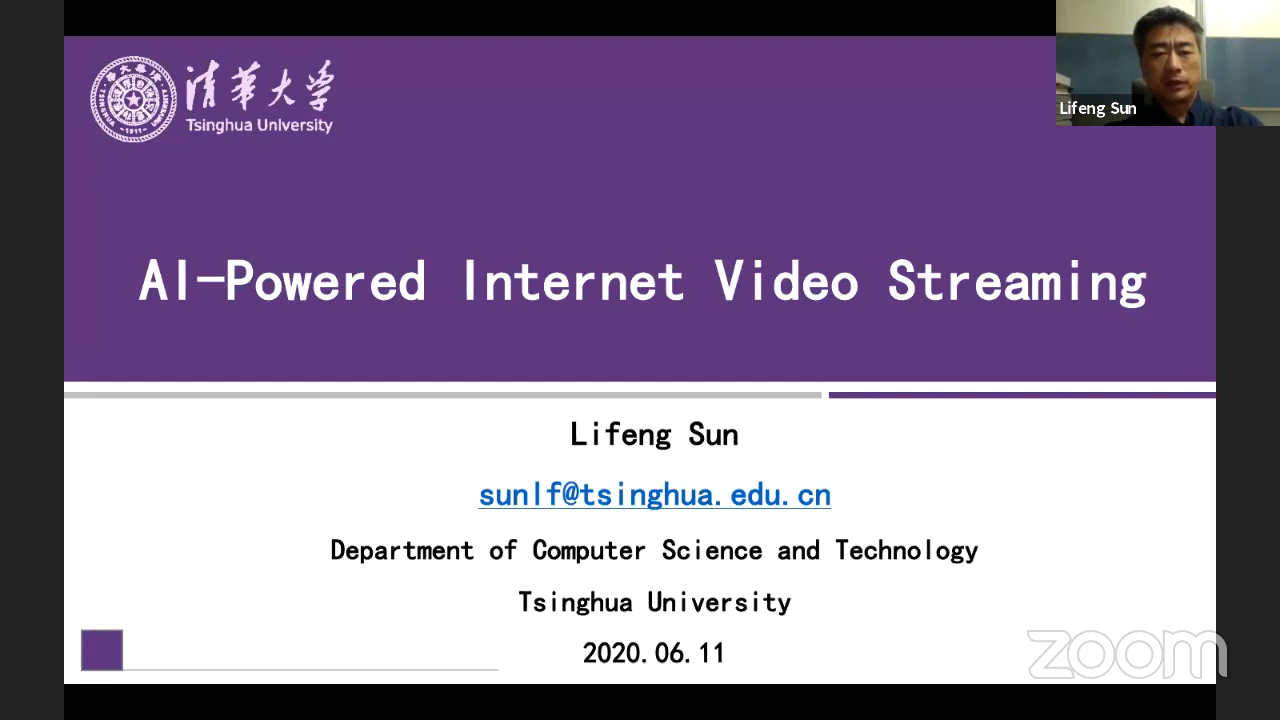 清華大学
Tsinghua University
Lifeng Sun
AI-Powered Internet Video Streaming
Lifeng Sun
sunlf@tsinghua.edu.cn
Department of Computer Science and Technology
Tsinghua University
2020.06.11
zoom